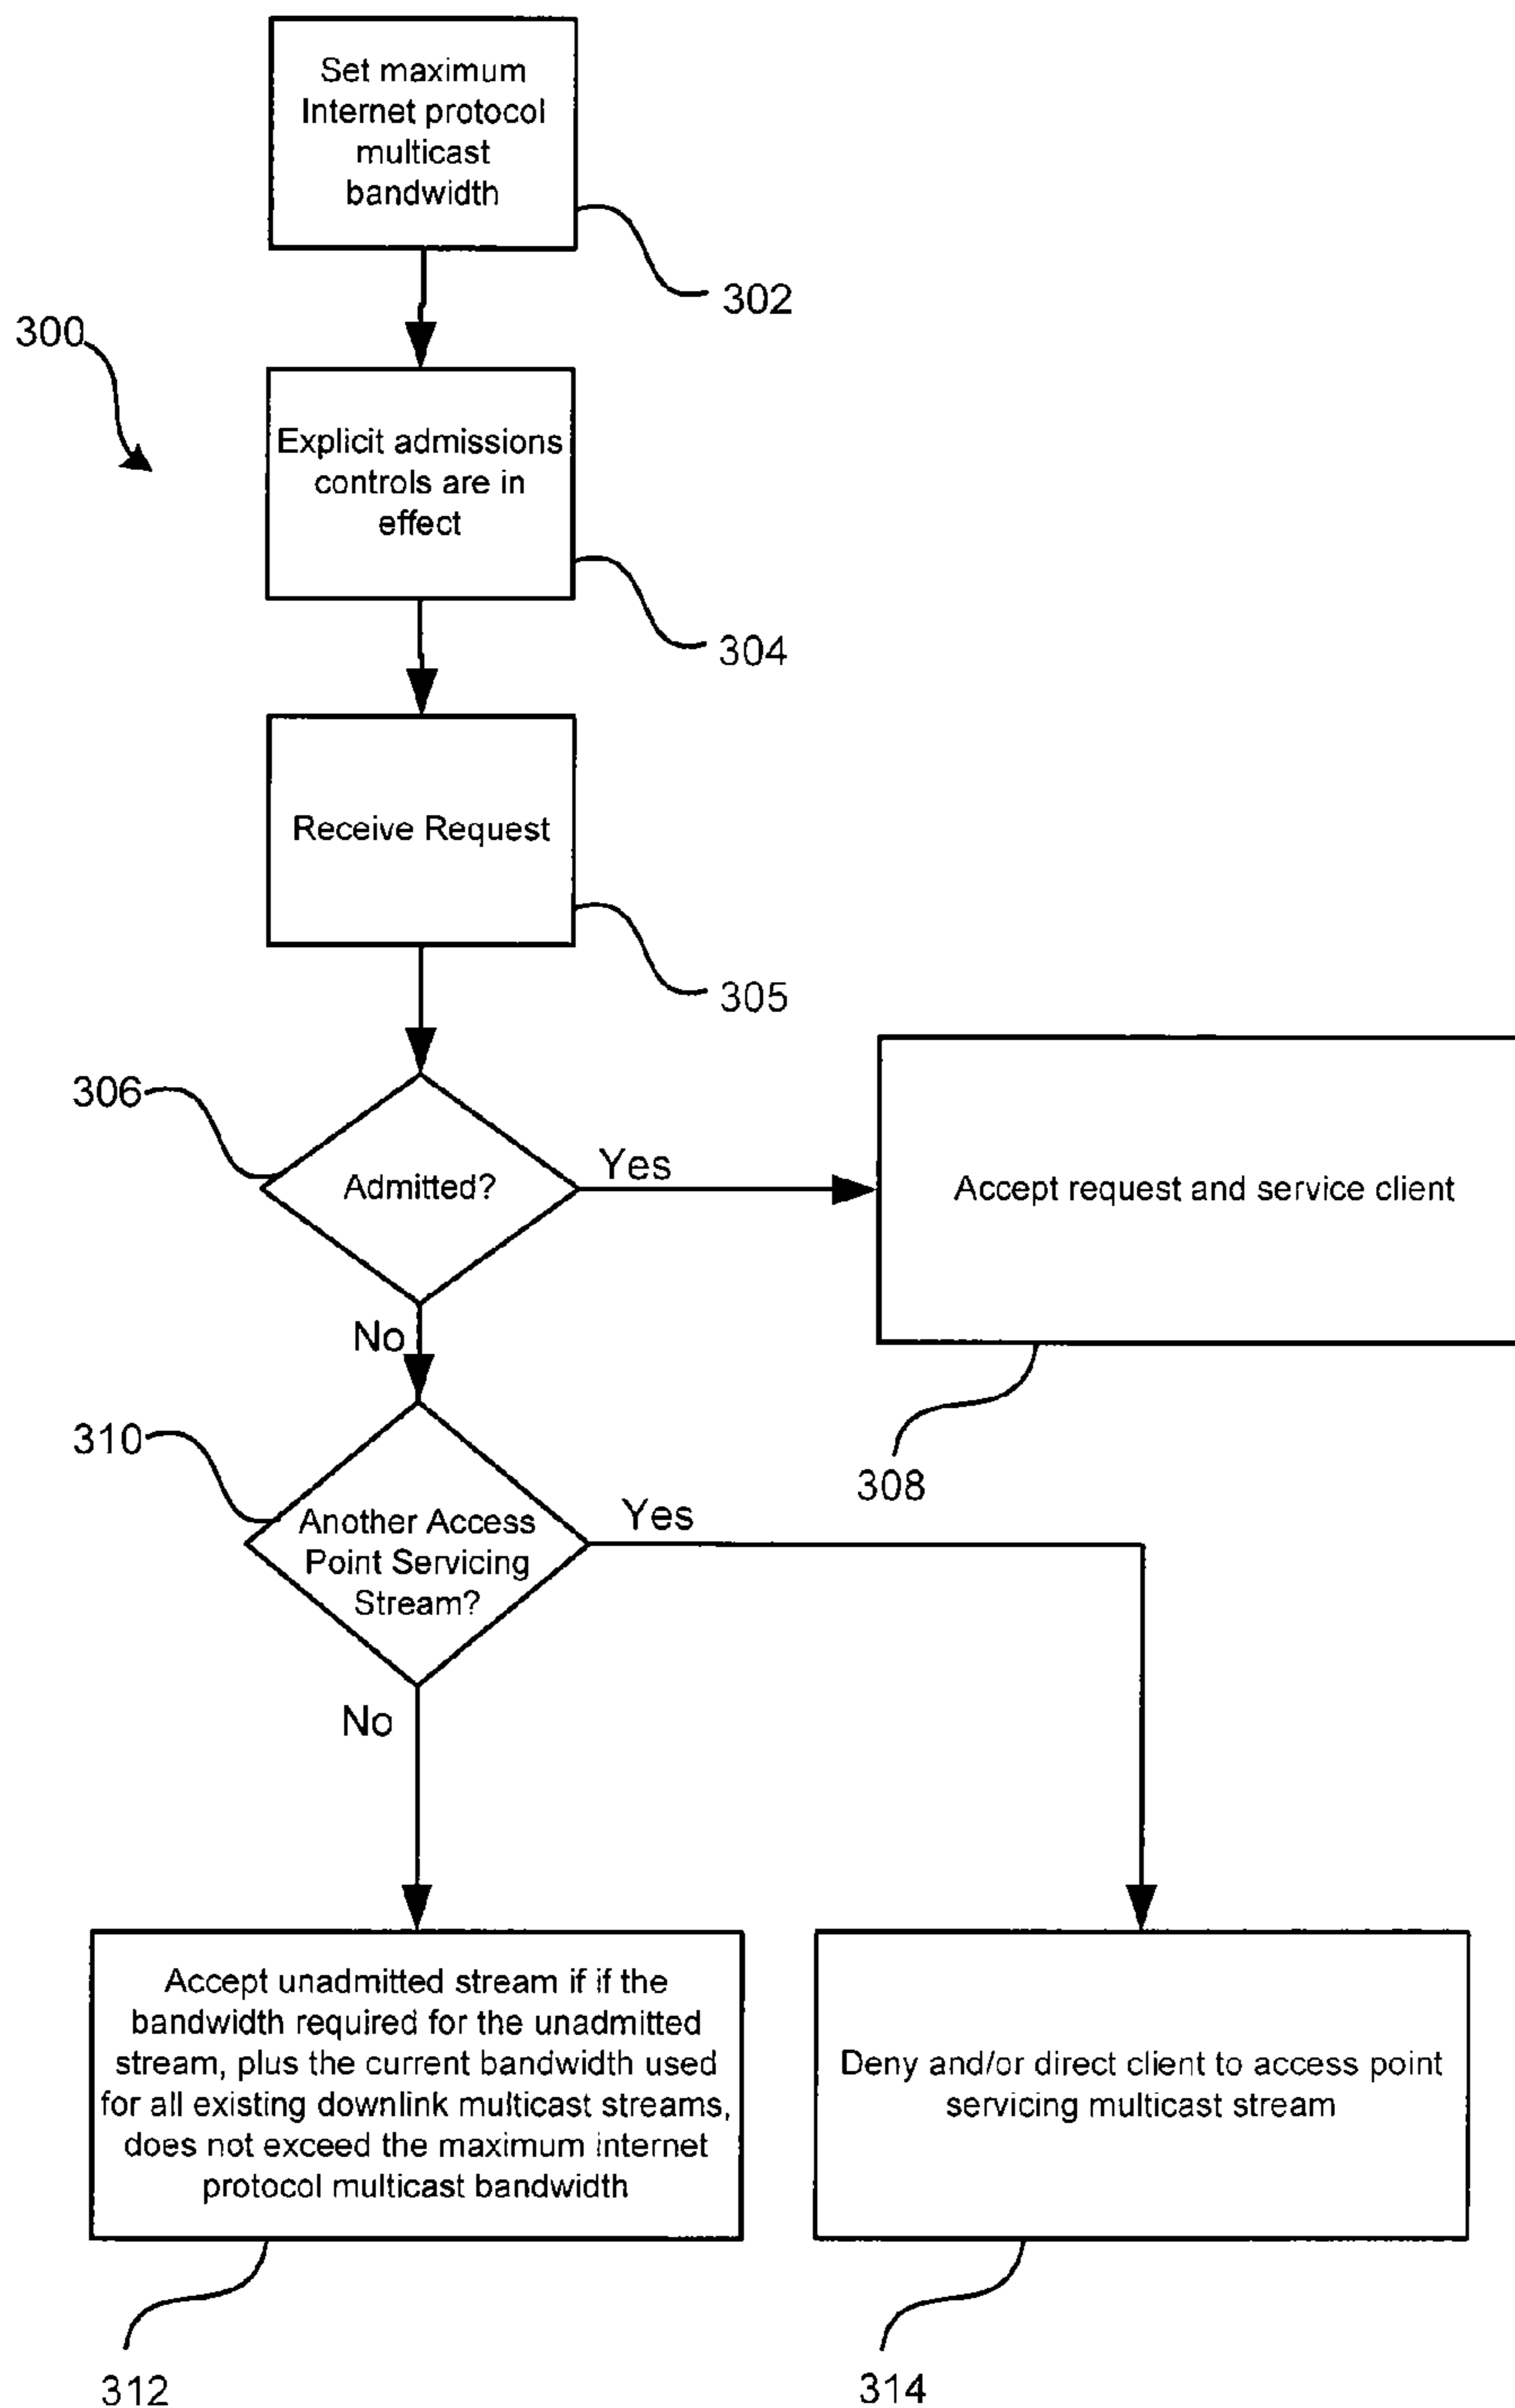 Set maximum
Internet protocol
multicast
bandwidth
302
300
Explicit admissions
controls are in
effect
304
Receive Request
305
306
Admitted?
Yes
Accept request and service client
No
308
310
Another Access
Point Servicing
Stream?
Yes
No
Accept unadmitted stream if if the
bandwidth required for the unadmitted
stream, plus the current bandwidth used
for all existing downlink multicast streams,
does not exceed the maximum internet
protocol multicast bandwidth
Deny and/or direct client to access point
servicing multicast stream
312
314